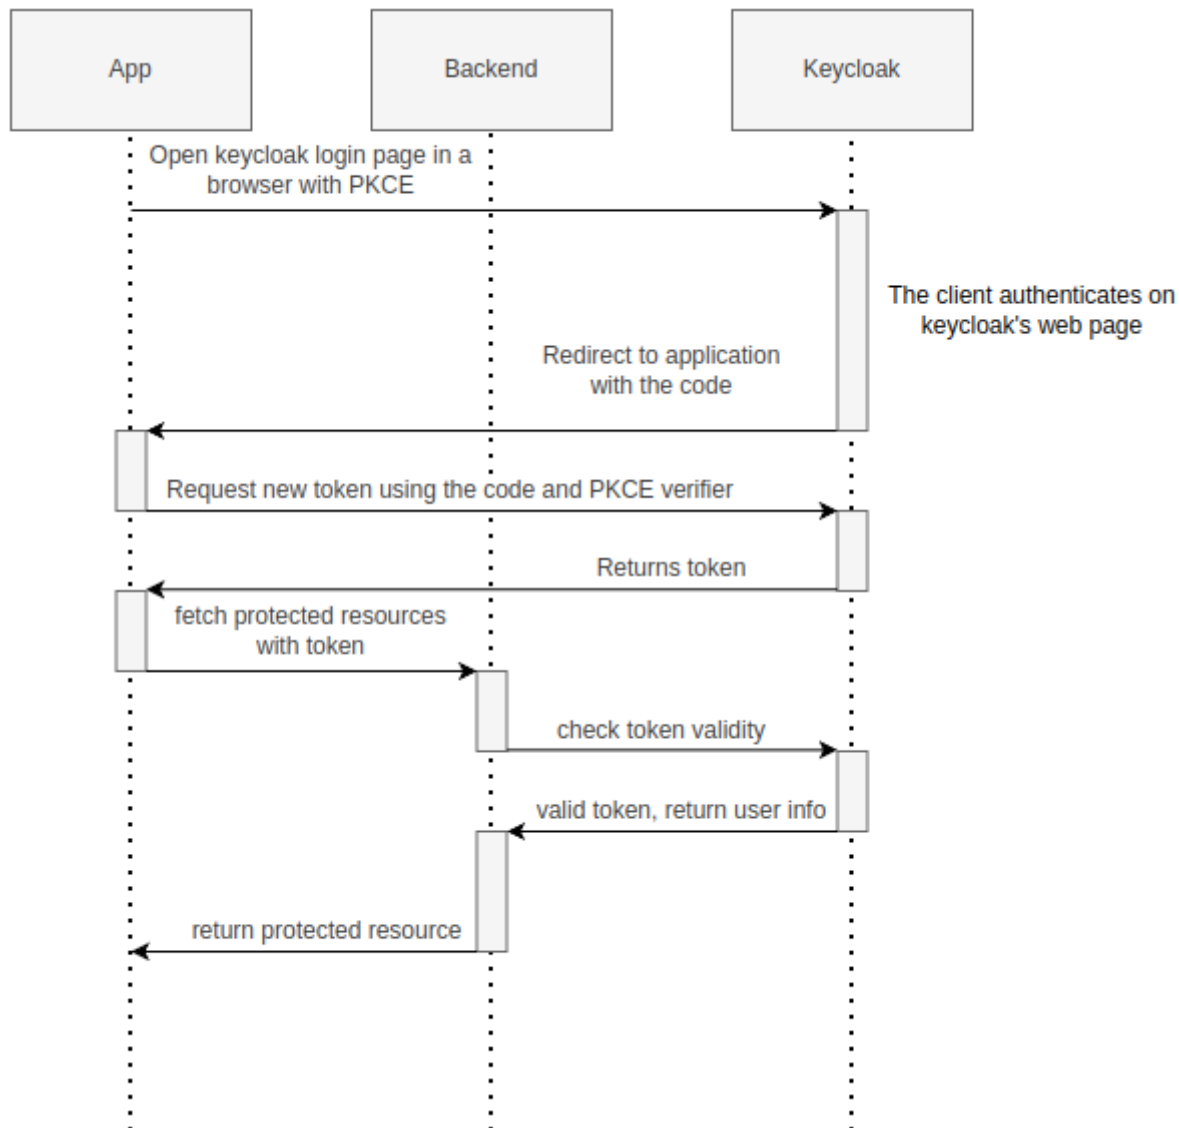 App
Backend
Keycloak
Open keycloak login page in a
browser with PKCE
The client authenticates on
keycloak's web page
Redirect to application
with the code
Request new token using the code and PKCE verifier
Returns token
fetch protected resources
with token
check token validity
valid token, return user info
return protected resource